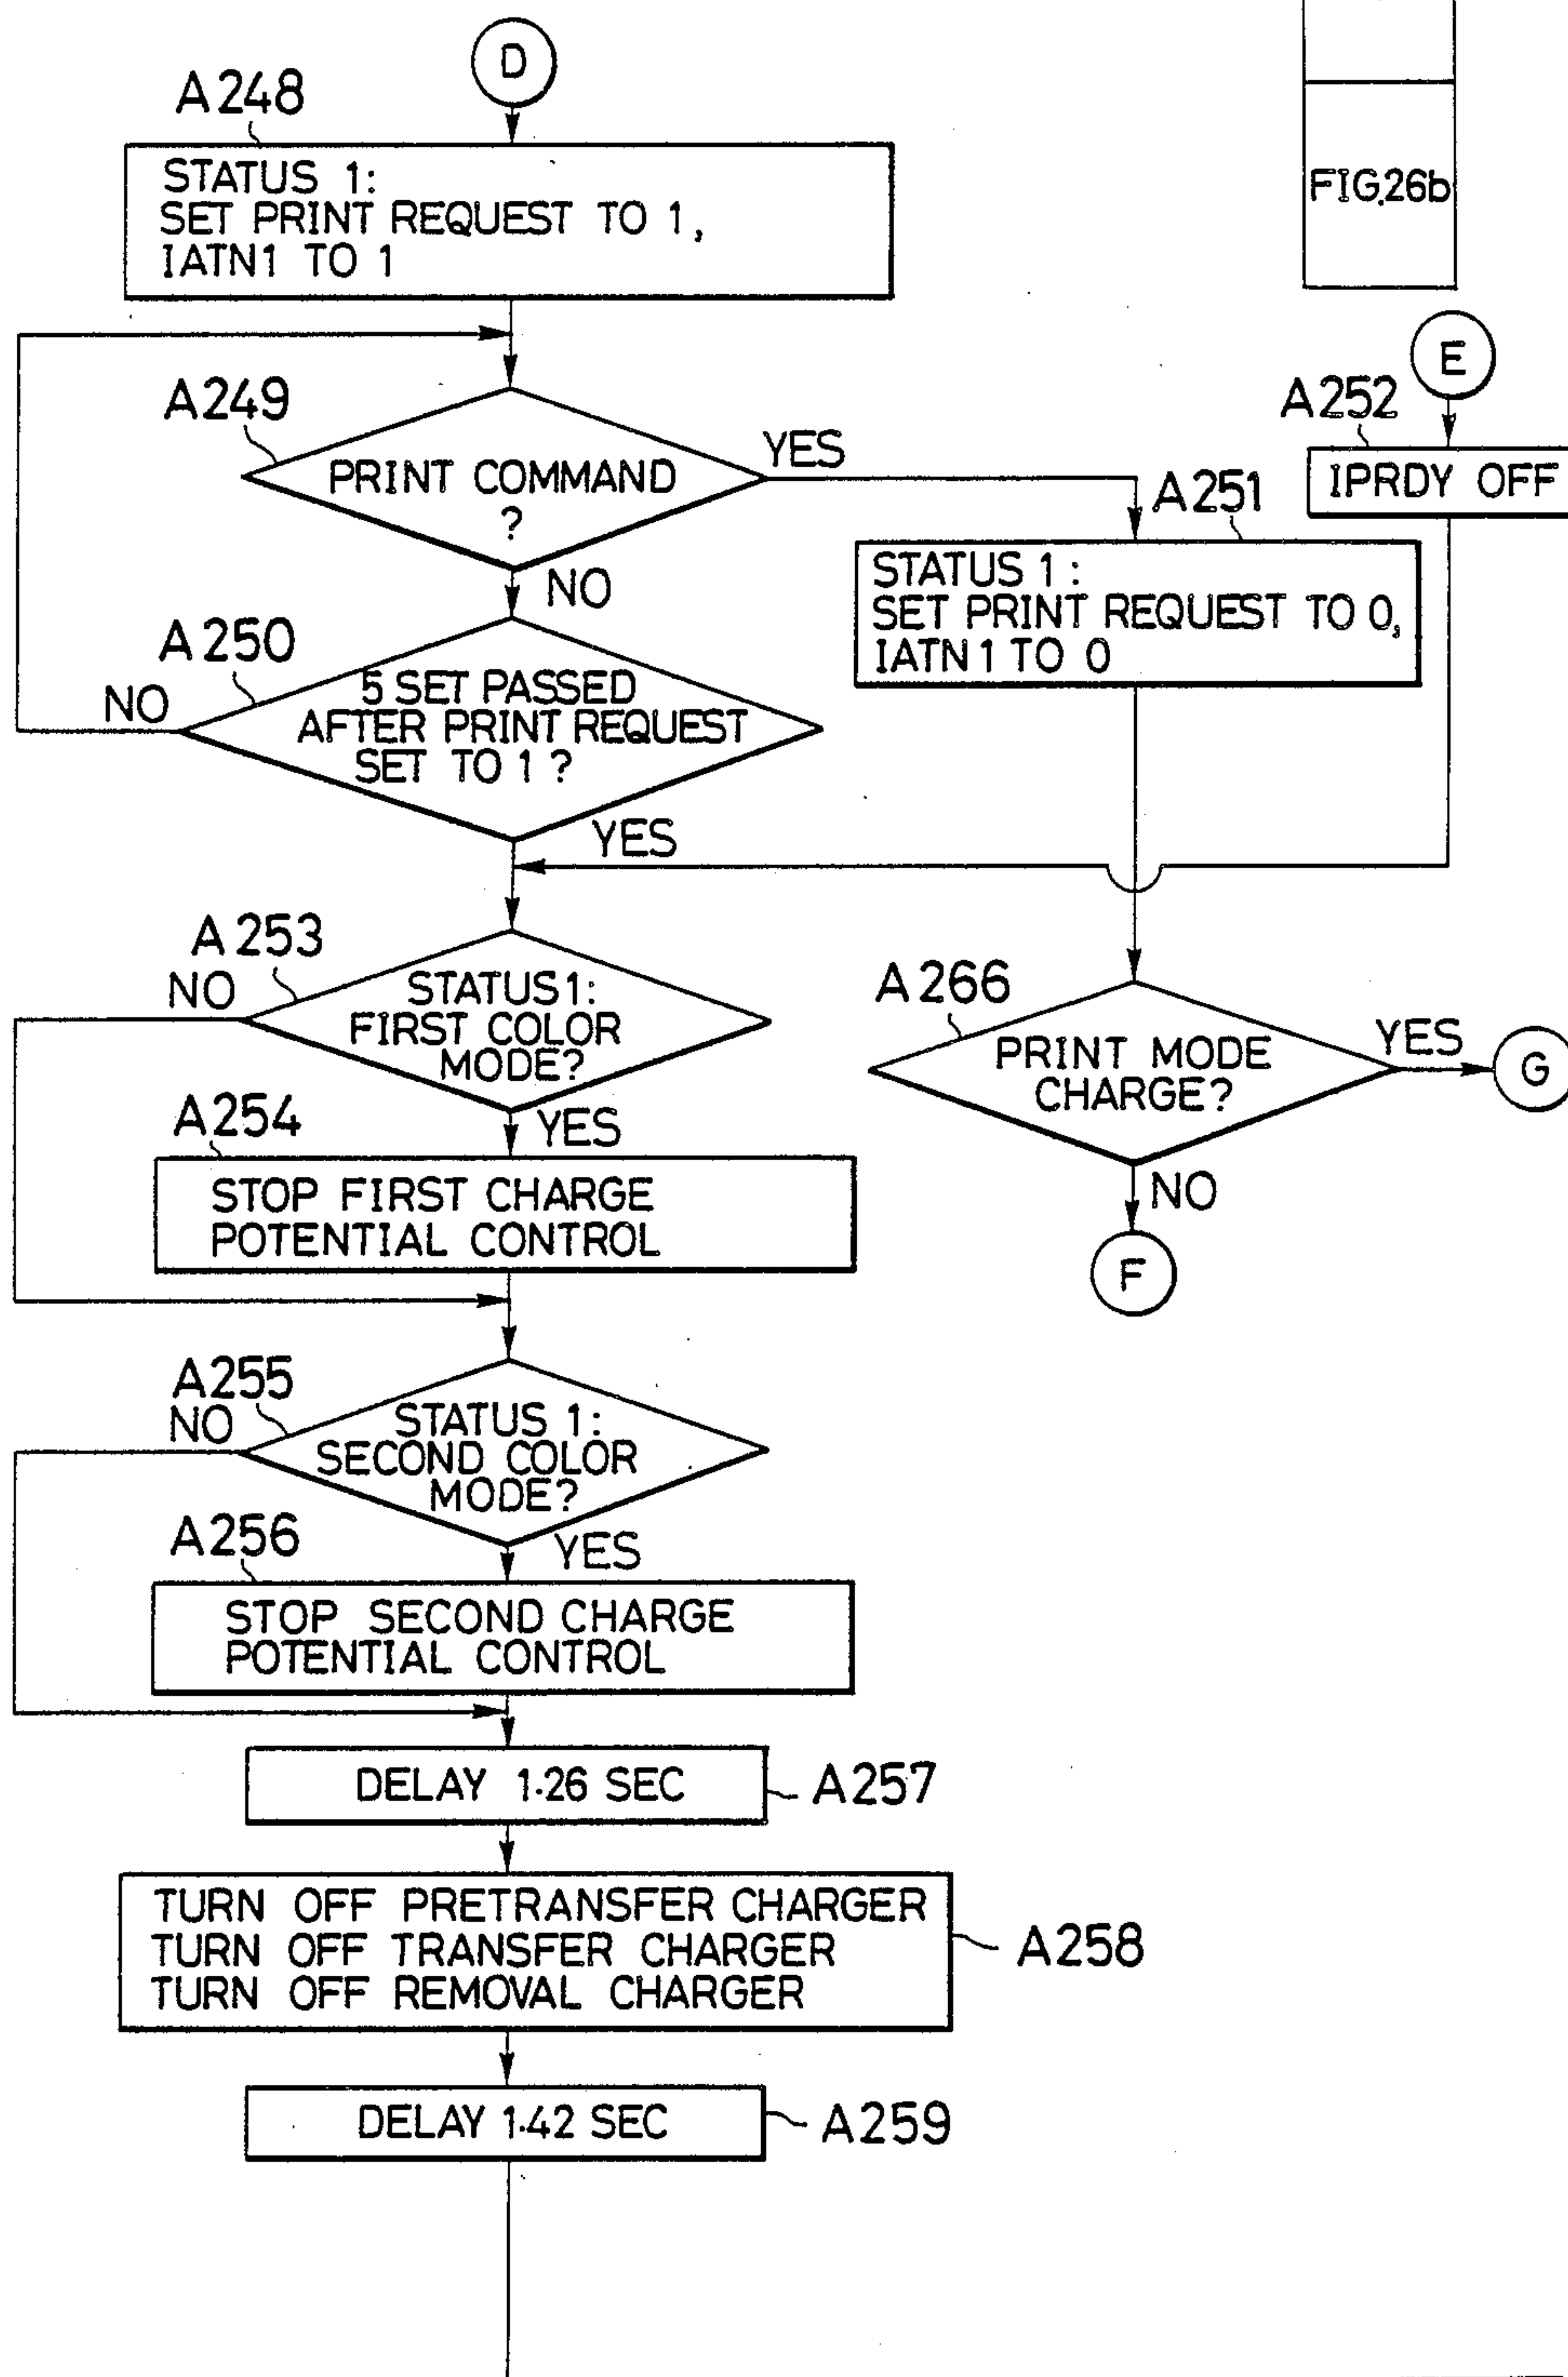 D
A248
STATUS 1:
SET PRINT REQUEST TO 1,
IATN1 TO 1
FIG.26b
E
A249
PRINT COMMAND
?
YES
NO
A252
IPRDY OFF
A251
STATUS 1:
SET PRINT REQUEST TO 0,
IATN1 TO 0
A250
NO
5 SET PASSED
AFTER PRINT REQUEST
SET TO 1 ?
YES
A253
NO
STATUS 1:
FIRST COLOR
MODE?
YES
A266
PRINT MODE
CHARGE?
YES
G
NO
F
A254
STOP FIRST CHARGE
POTENTIAL CONTROL
A255
NO
STATUS 1:
SECOND COLOR
MODE?
YES
A256
STOP SECOND CHARGE
POTENTIAL CONTROL
DELAY 1.26 SEC
A257
TURN OFF PRETRANSFER CHARGER
TURN OFF TRANSFER CHARGER
TURN OFF REMOVAL CHARGER
A258
DELAY 1.42 SEC
A259